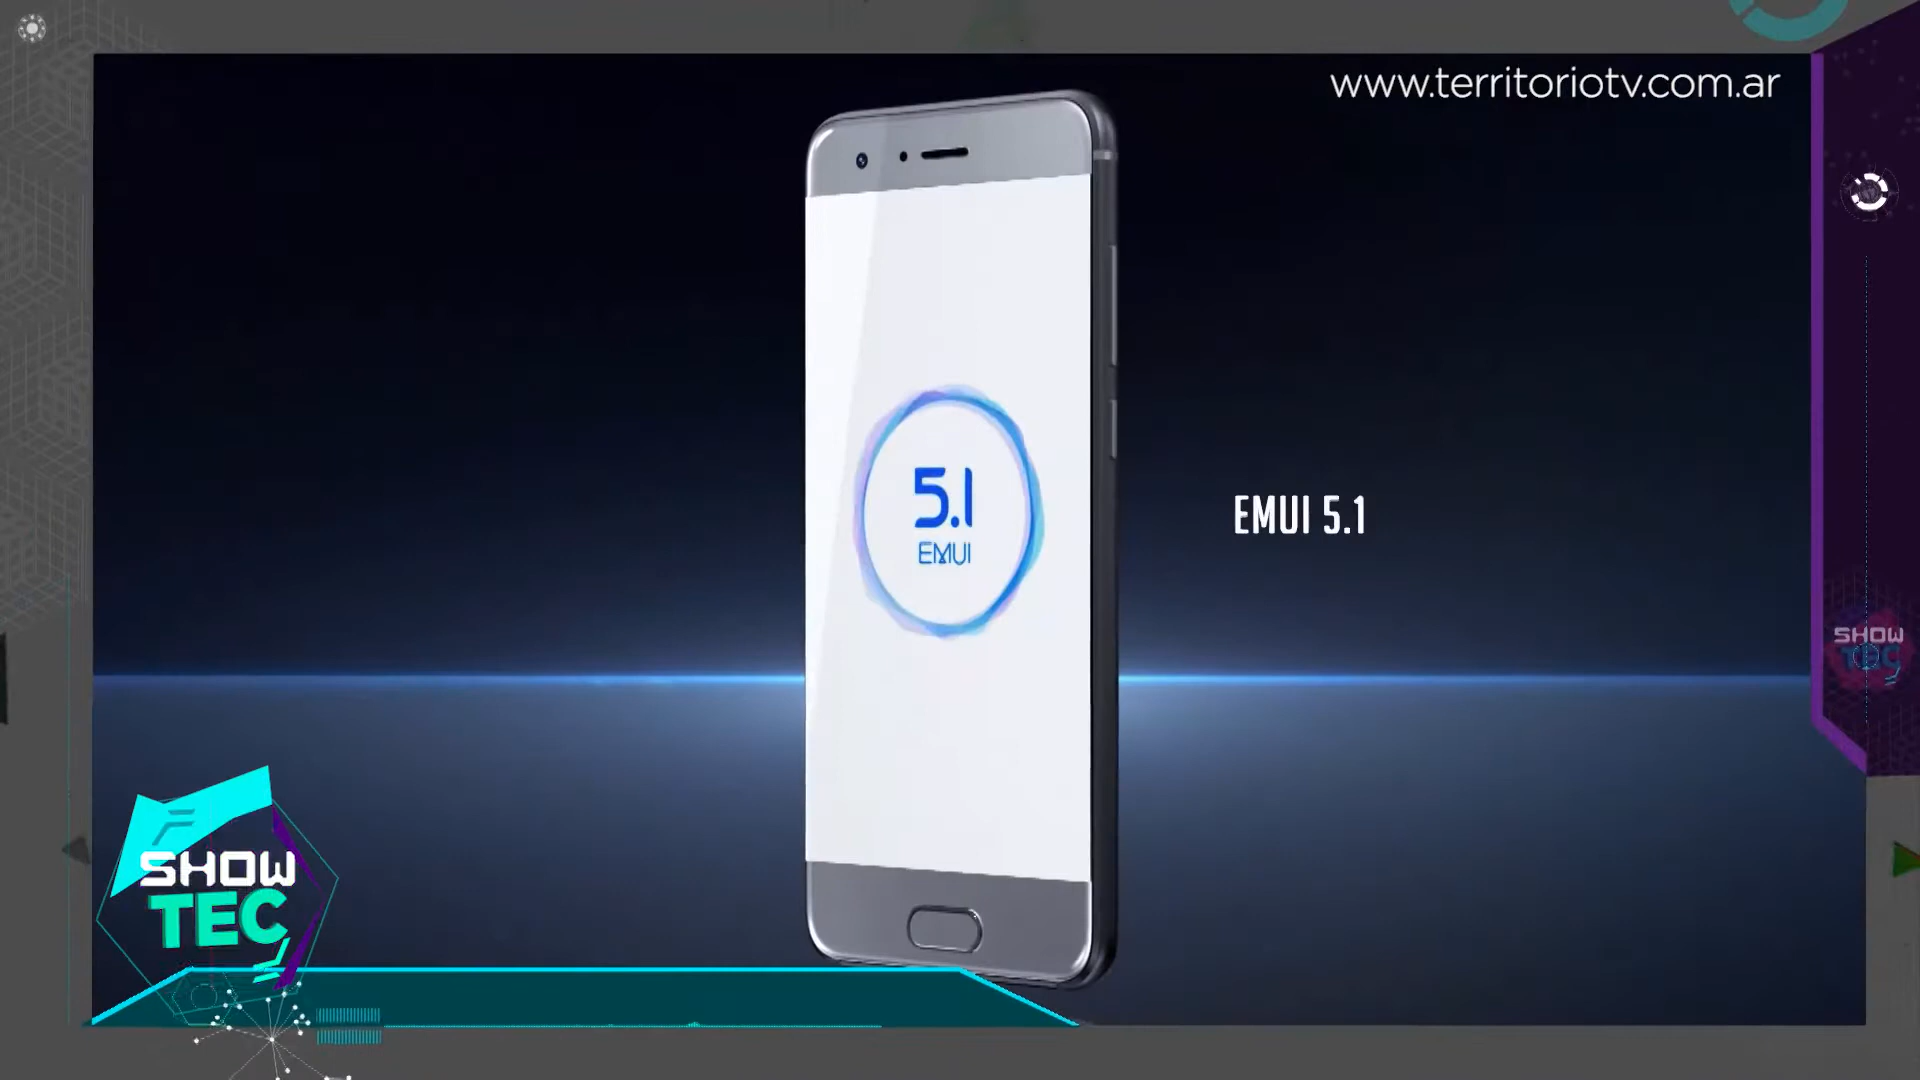 www.territoriotv.com.ar
5.1
EMUI
EMUI 5.1
SHOW
TEC
SHOW
TEC